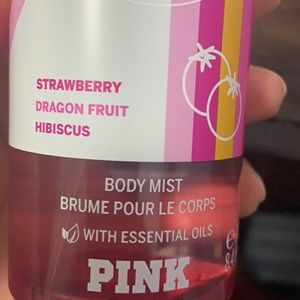 STRAWBERRY
DRAGON FRUIT
HIBISCUS
BODY MIST
BRUME POUR LE CORPS
WITH ESSENTIAL OILS
PINK